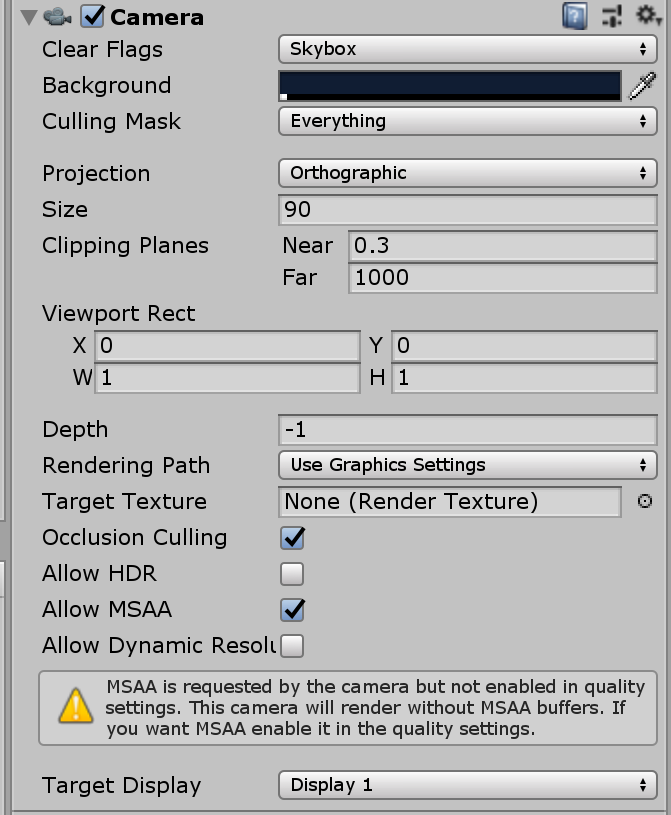 Camera
Clear Flags Skybox
Background
Culling Mask Everything
Projection Orthographic
Size 90
Clipping Planes Near 0.3
Far 1000
Viewport Rect
X 0 Y 0
W 1 H 1
Depth -1
Rendering Path Use Graphics Settings
Target Texture None (Render Texture)
Occlusion Culling
Allow HDR
Allow MSAA
Allow Dynamic Resolu
MSAA is requested by the camera but not enabled in quality
settings. This camera will render without MSAA buffers. If
you want MSAA enable it in the quality settings.
Target Display Display 1